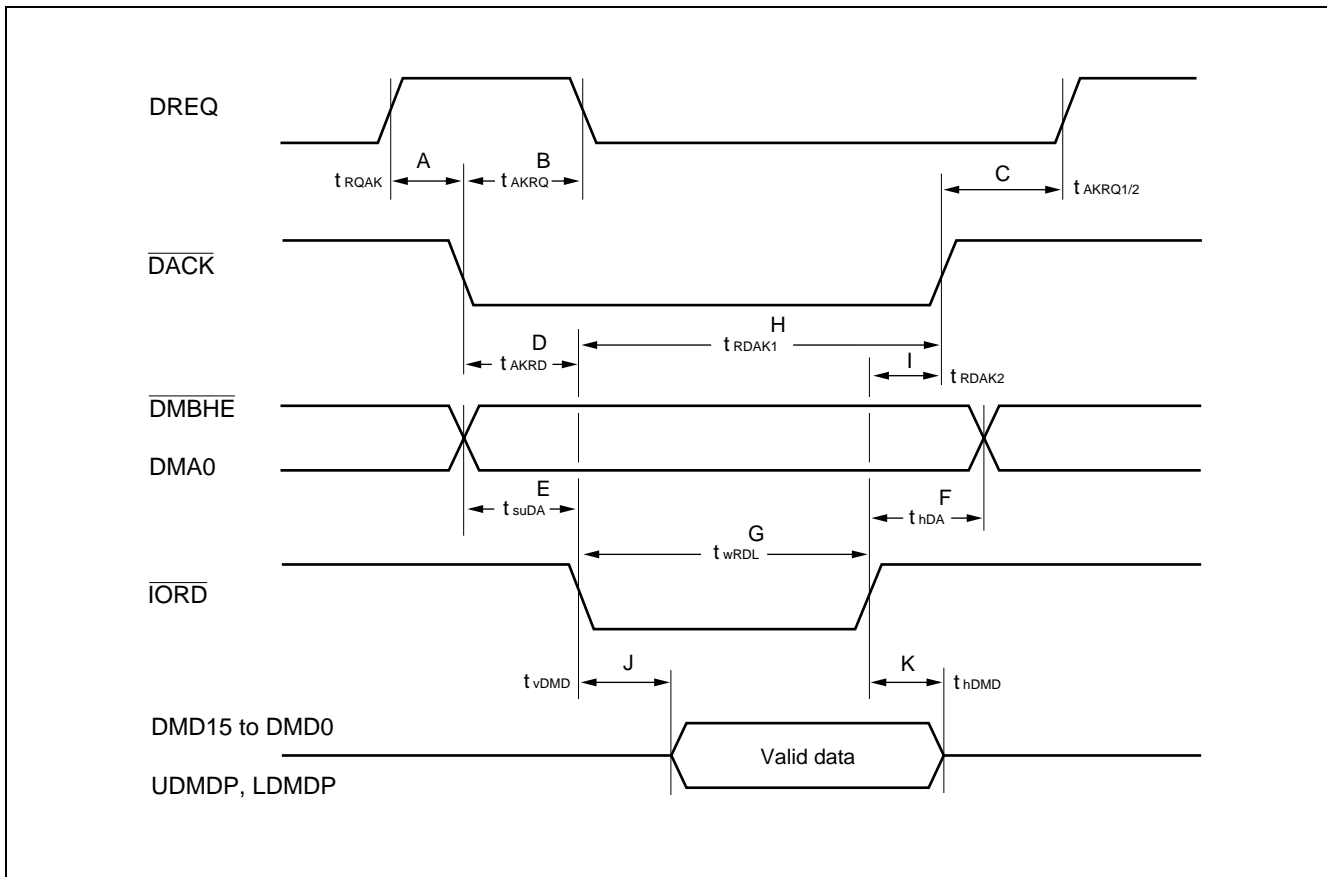 DREQ
A
B
t RQAK
t AKRQ
C
t AKRQ1/2
DACK
D
t AKRD
H
t RDAK1
I
t RDAK2
DMBHE
DMA0
E
t suDA
F
t hDA
G
t wRDL
IORD
J
t vDMD
K
t hDMD
DMD15 to DMD0
Valid data
UDMDP, LDMDP